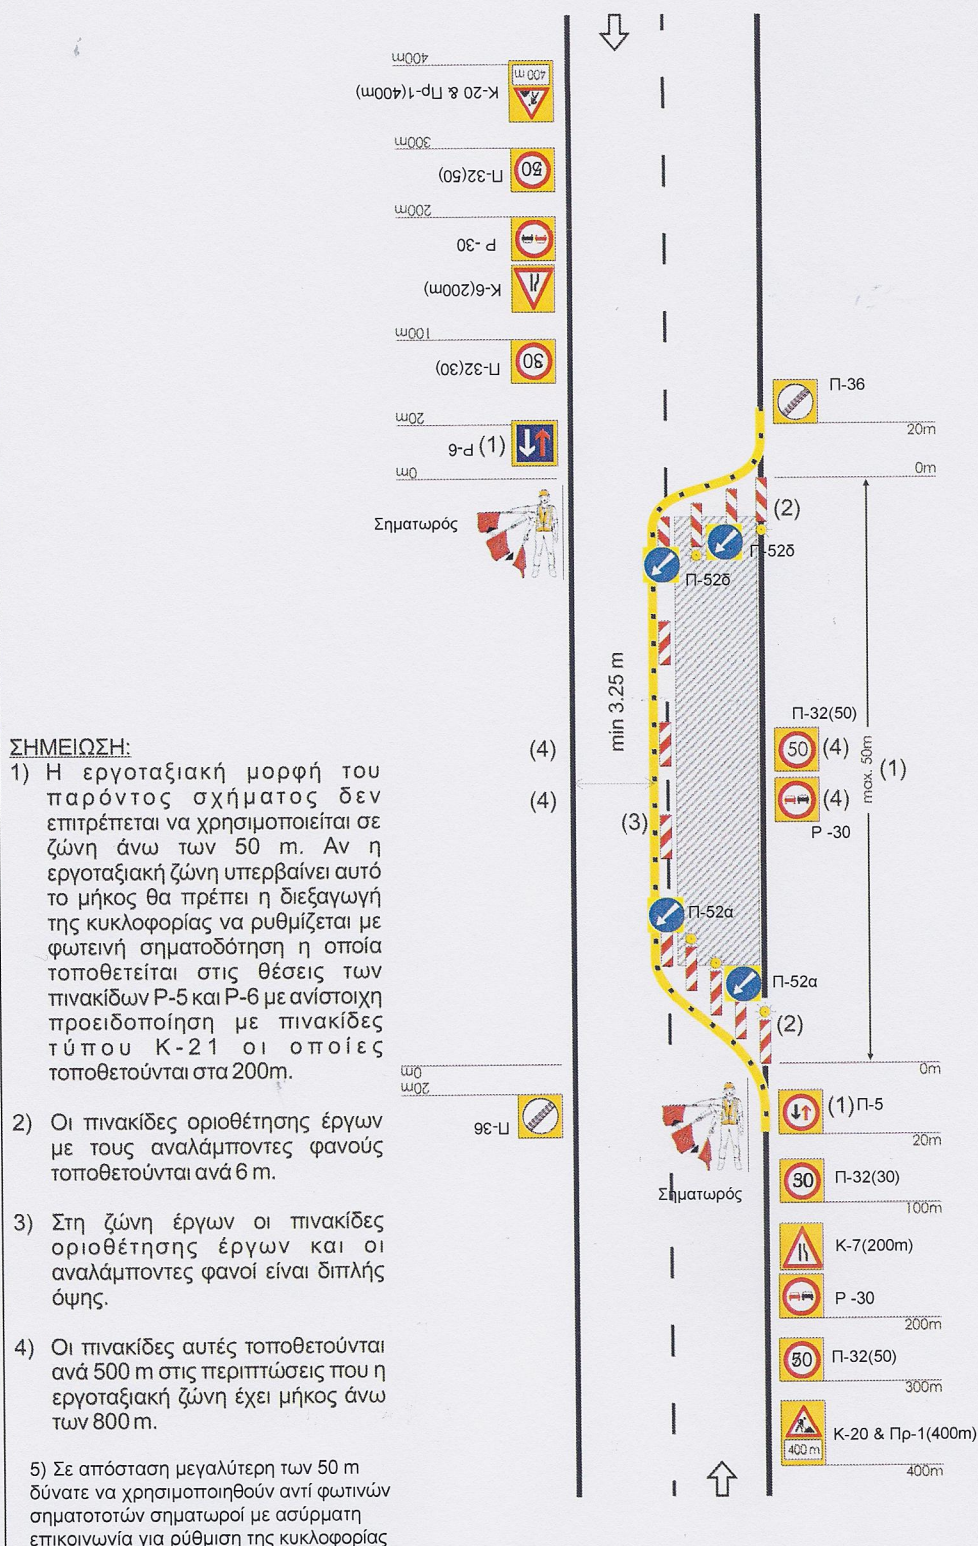 400m
400 m
K-20 & Πρ-1(400m)
300m
50
Π-32(50)
200m
P -30
K-6(200m)
100m
30
Π-32(30)
20m
P-6 (1)
0m
Σηματωρός
Π-36
20m
0m
(2)
Π-52δ
Π-52δ
min 3.25 m
Π-32(50)
50 (4)
(4)
P -30
max. 50m
(1)
(4)
(4)
(3)
Π-52α
Π-52α
(2)
0m
0m
20m
Π-36
(1) Π-5
20m
Σηματωρός
30 Π-32(30)
100m
K-7(200m)
P -30
200m
50 Π-32(50)
300m
K-20 & Πρ-1(400m)
400 m
400m
ΣΗΜΕΙΩΣΗ:
1) Η εργοταξιακή μορφή του
παρόντος σχήματος δεν
επιτρέπεται να χρησιμοποιείται σε
ζώνη άνω των 50 m. Αν η
εργοταξιακή ζώνη υπερβαίνει αυτό
το μήκος θα πρέπει η διεξαγωγή
της κυκλοφορίας να ρυθμίζεται με
φωτεινή σηματοδότηση η οποία
τοποθετείται στις θέσεις των
πινακίδων P-5 και P-6 με ανίστοιχη
προειδοποίηση με πινακίδες
τύπου K-21 οι οποίες
τοποθετούνται στα 200m.
2) Οι πινακίδες οριοθέτησης έργων
με τους αναλάμποντες φανούς
τοποθετούνται ανά 6 m.
3) Στη ζώνη έργων οι πινακίδες
οριοθέτησης έργων και οι
αναλάμποντες φανοί είναι διπλής
όψης.
4) Οι πινακίδες αυτές τοποθετούνται
ανά 500 m στις περιπτώσεις που η
εργοταξιακή ζώνη έχει μήκος άνω
των 800 m.
5) Σε απόσταση μεγαλύτερη των 50 m
δύνατε να χρησιμοποιηθούν αντί φωτινών
σηματοτοτών σηματωροί με ασύρματη
επικοινωνία για ρύθμιση της κυκλοφορίας